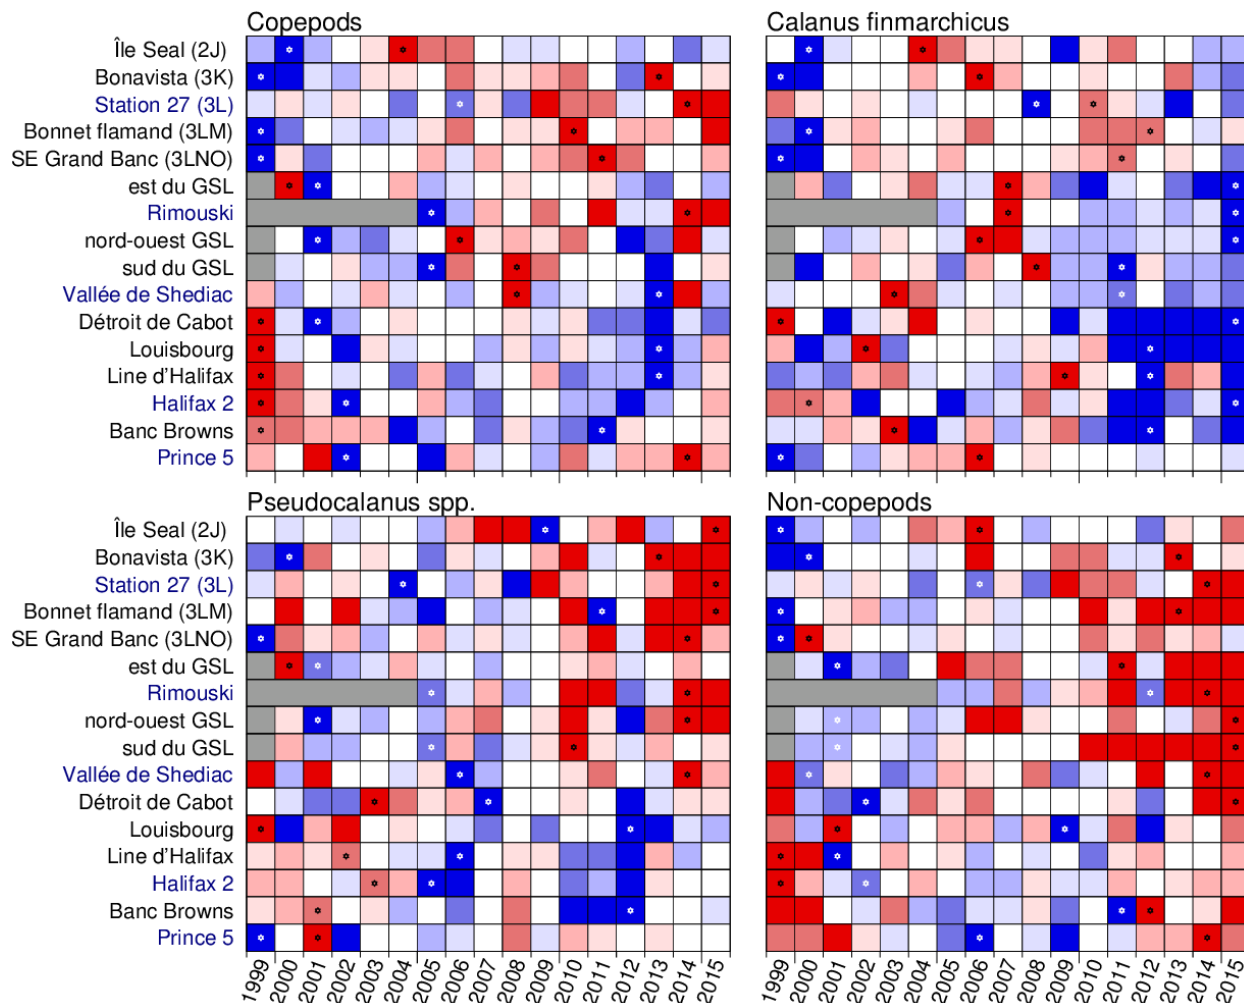 Copepods
Calanus finmarchicus
Île Seal (2J)
Bonavista (3K)
Station 27 (3L)
Bonnet flamand (3LM)
SE Grand Banc (3LNO)
est du GSL
Rimouski
nord-ouest GSL
sud du GSL
Vallée de Shediac
Détroit de Cabot
Louisbourg
Line d'Halifax
Halifax 2
Banc Browns
Prince 5
Pseudocalanus spp.
Non-copepods
Île Seal (2J)
Bonavista (3K)
Station 27 (3L)
Bonnet flamand (3LM)
SE Grand Banc (3LNO)
est du GSL
Rimouski
nord-ouest GSL
sud du GSL
Vallée de Shediac
Détroit de Cabot
Louisbourg
Line d'Halifax
Halifax 2
Banc Browns
Prince 5
1999 2000 2001 2002 2003 2004 2005 2006 2007 2008 2009 2010 2011 2012 2013 2014 2015
1999 2000 2001 2002 2003 2004 2005 2006 2007 2008 2009 2010 2011 2012 2013 2014 2015